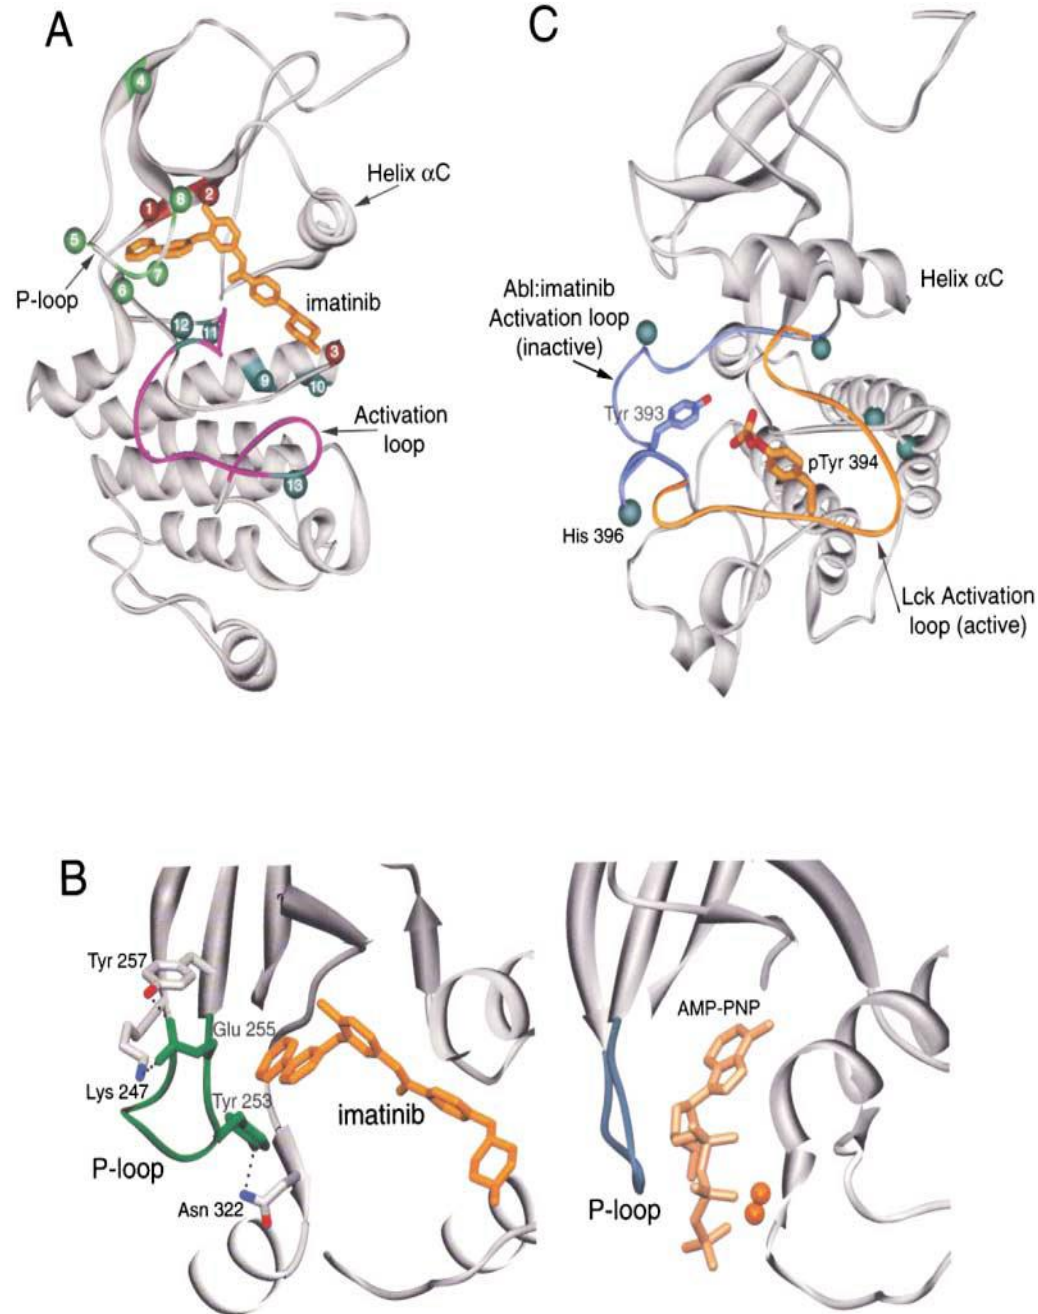 A
4
Helix αC
1
8
2
5
7
P-loop
6
imatinib
12
11
3
9
10
Activation
loop
13
C
Helix αC
Abl:imatinib
Activation loop
(inactive)
Tyr 393
pTyr 394
His 396
Lck Activation
loop (active)
B
Tyr 257
Glu 255
Lys 247
Tyr 253
imatinib
P-loop
Asn 322
AMP-PNP
P-loop